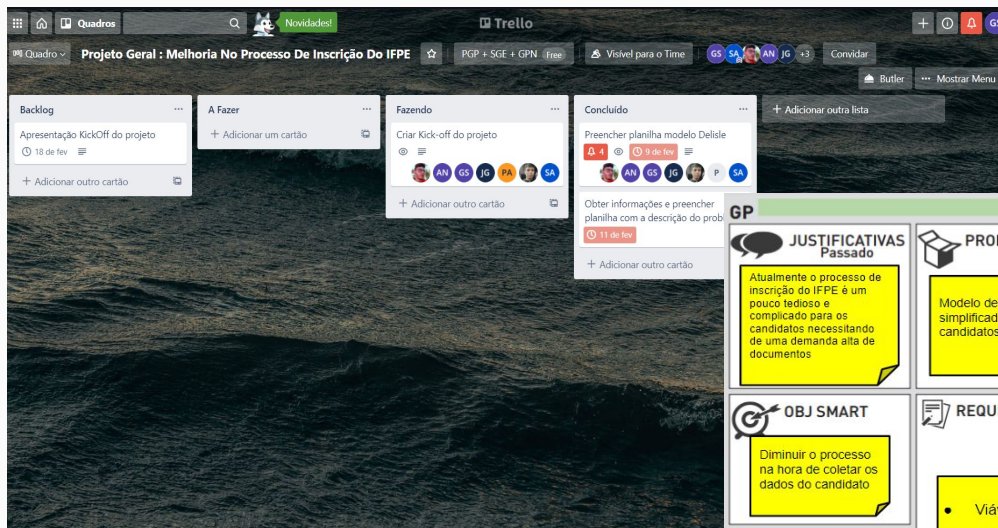 Quadros
Novidades!
Trello
GS
Quadro
Projeto Geral : Melhoria No Processo De Inscrição Do IFPE
PGP + SGE + GPN Free
Visível para o Time
GS SA AN JG +3
Convidar
Butler
Mostrar Menu
Backlog
Apresentação KickOff do projeto
18 de fev
+ Adicionar outro cartão
A Fazer
+ Adicionar um cartão
Fazendo
Criar Kick-off do projeto
AN GS JG PA SA
+ Adicionar outro cartão
Concluído
Preencher planilha modelo Delisle
4 9 de fev
AN GS JG P SA
Obter informações e preencher
planilha com a descrição do
11 de fev
+ Adicionar outro cartão
+ Adicionar outra lista
GP
JUSTIFICATIVAS
Passado
Atualmente o processo de
inscrição do IFPE é um
pouco tedioso e
complicado para os
candidatos necessitando
de uma demanda alta de
documentos
Modelo de
OBJ SMART
Diminuir o processo
na hora de coletar os
dados do candidato